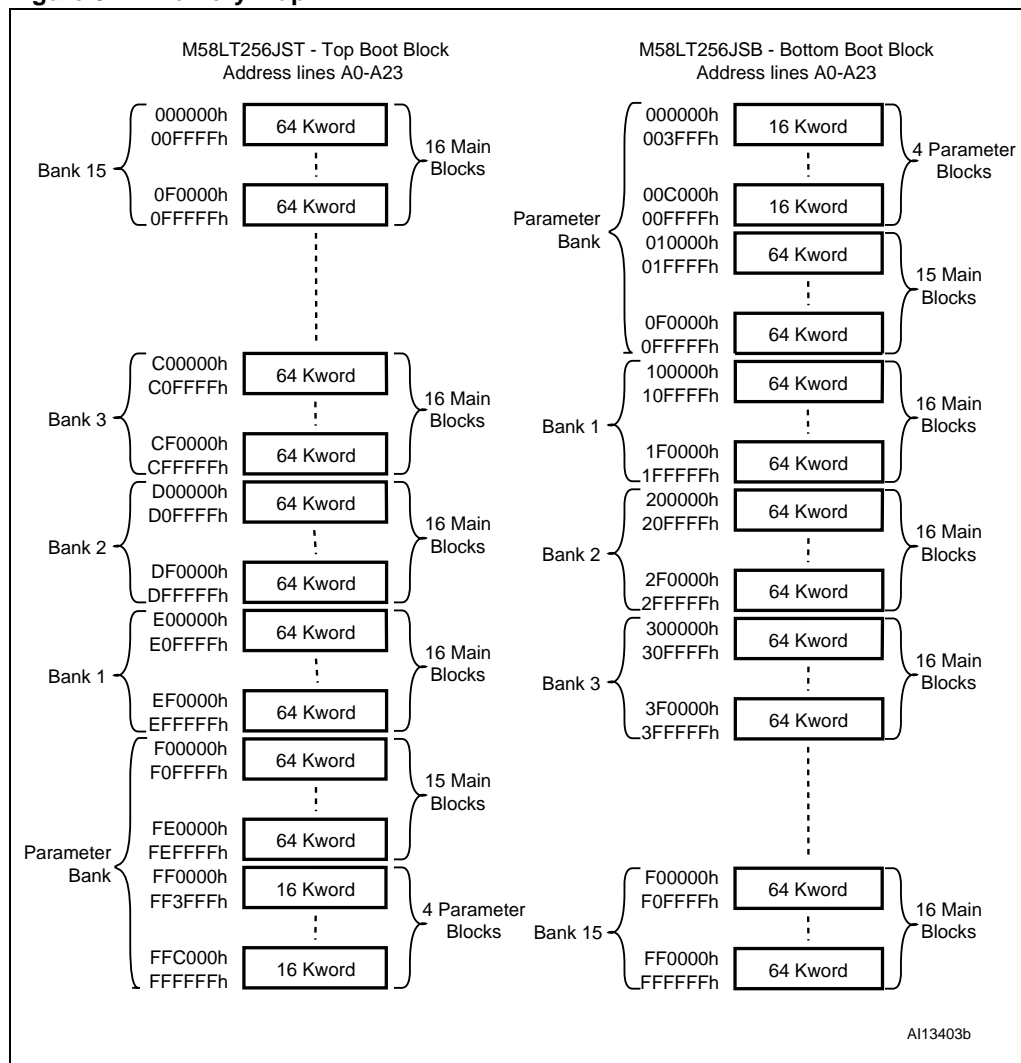 M58LT256JST - Top Boot Block
Address lines A0-A23
000000h
00FFFFh
64 Kword
Bank 15
16 Main
Blocks
0F0000h
0FFFFFh
64 Kword
C00000h
C0FFFFh
64 Kword
Bank 3
16 Main
Blocks
CF0000h
CFFFFFh
64 Kword
D00000h
D0FFFFh
64 Kword
Bank 2
16 Main
Blocks
DF0000h
DFFFFFh
64 Kword
E00000h
E0FFFFh
64 Kword
Bank 1
16 Main
Blocks
EF0000h
EFFFFFh
64 Kword
F00000h
F0FFFFh
64 Kword
15 Main
Blocks
FE0000h
FEFFFFh
64 Kword
Parameter
Bank
FF0000h
FF3FFFh
16 Kword
4 Parameter
Blocks
FFC000h
FFFFFFh
16 Kword
M58LT256JSB - Bottom Boot Block
Address lines A0-A23
000000h
003FFFh
16 Kword
4 Parameter
Blocks
00C000h
00FFFFh
16 Kword
Parameter
Bank
010000h
01FFFFh
64 Kword
15 Main
Blocks
0F0000h
0FFFFFh
64 Kword
100000h
10FFFFh
64 Kword
Bank 1
16 Main
Blocks
1F0000h
1FFFFFh
64 Kword
200000h
20FFFFh
64 Kword
Bank 2
16 Main
Blocks
2F0000h
2FFFFFh
64 Kword
300000h
30FFFFh
64 Kword
Bank 3
16 Main
Blocks
3F0000h
3FFFFFh
64 Kword
F00000h
F0FFFFh
64 Kword
Bank 15
16 Main
Blocks
FF0000h
FFFFFFh
64 Kword
AI13403b